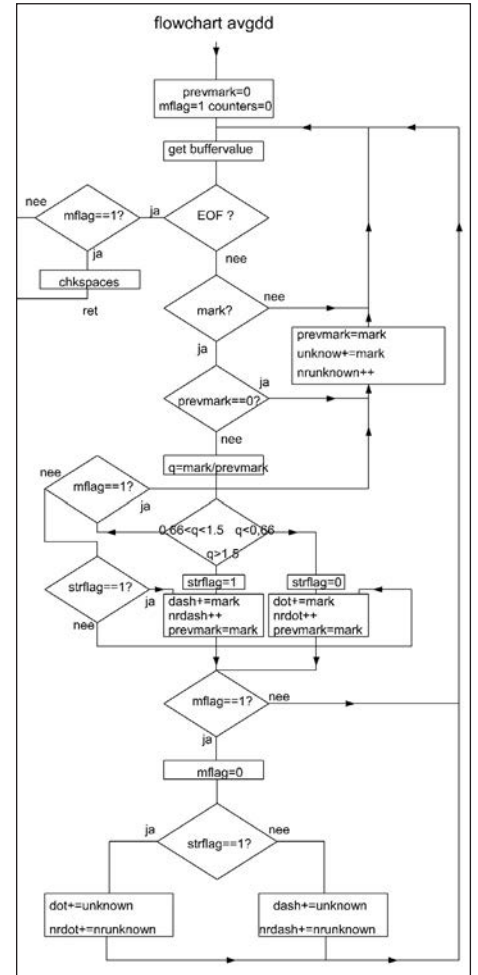 flowchart avgdd
prevmark=0
mflag=1 counters=0
get buffervalue
nee
mflag==1?
ja
EOF ?
ja
nee
chkspaces
ret
mark?
nee
ja
prevmark=mark
unknow+=mark
nrunknown++
prevmark==0?
ja
nee
q=mark/prevmark
nee
mflag==1?
ja
0,66<q<1.5 q<0,66
q>1.5
strflag==1?
ja
nee
strflag=1
strflag=0
dash+=mark
nrdash++
prevmark=mark
dot+=mark
nrdot++
prevmark=mark
mflag==1?
nee
ja
mflag=0
ja
strflag==1?
nee
dot+=unknown
nrdot+=nrunknown
dash+=unknown
nrdash+=nrunknown